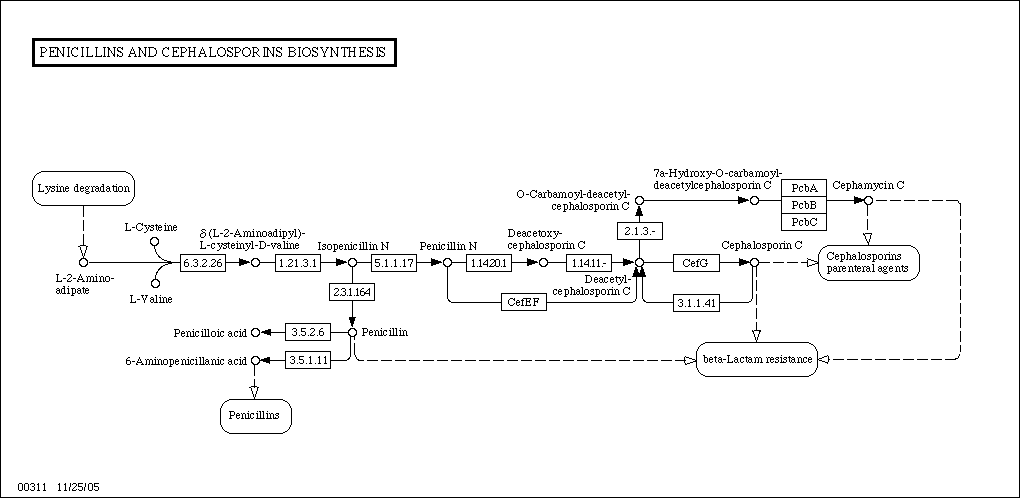 PENICILLINS AND CEPHALOSPORINS BIOSYNTHESIS
Lysine degradation
7a-Hydroxy-O-carbamoyl-
deacetylcephalosporin C
PcbA
PcbB
PcbC
Cephamycin C
O-Carbamoyl-deacetyl-
cephalosporin C
2.1.3.-
L-Cysteine
δ (L-2-Aminoadipyl)-
L-cysteinyl-D-valine
Isopenicillin N
Penicillin N
Deacetoxy-
cephalosporin C
Cephalosporin C
6.3.2.26
1.21.3.1
5.1.1.17
1.14.20.1
1.14.11.-
CefG
Cephalosporins
parenteral agents
L-2-Amino-
adipate
L-Valine
2.3.1.164
CefEF
Deacetyl-
cephalosporin C
3.1.1.41
Penicilloic acid
3.5.2.6
Penicillin
6-Aminopenicillanic acid
3.5.1.11
beta-Lactam resistance
Penicillins
00311 11/25/05